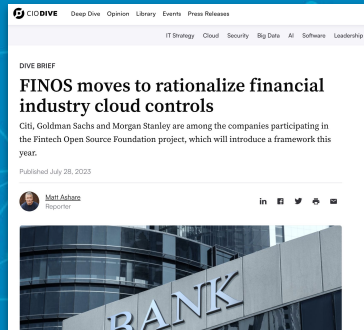 CIODIVE Deep Dive Opinion Library Events Press Releases
IT Strategy Cloud Security Big Data AI Software Leadership
DIVE BRIEF
FINOS moves to rationalize financial
industry cloud controls
Citi, Goldman Sachs and Morgan Stanley are among the companies participating in
the Fintech Open Source Foundation project, which will introduce a framework this
year.
Published July 28, 2023
Matt Ashare
Reporter
BANK